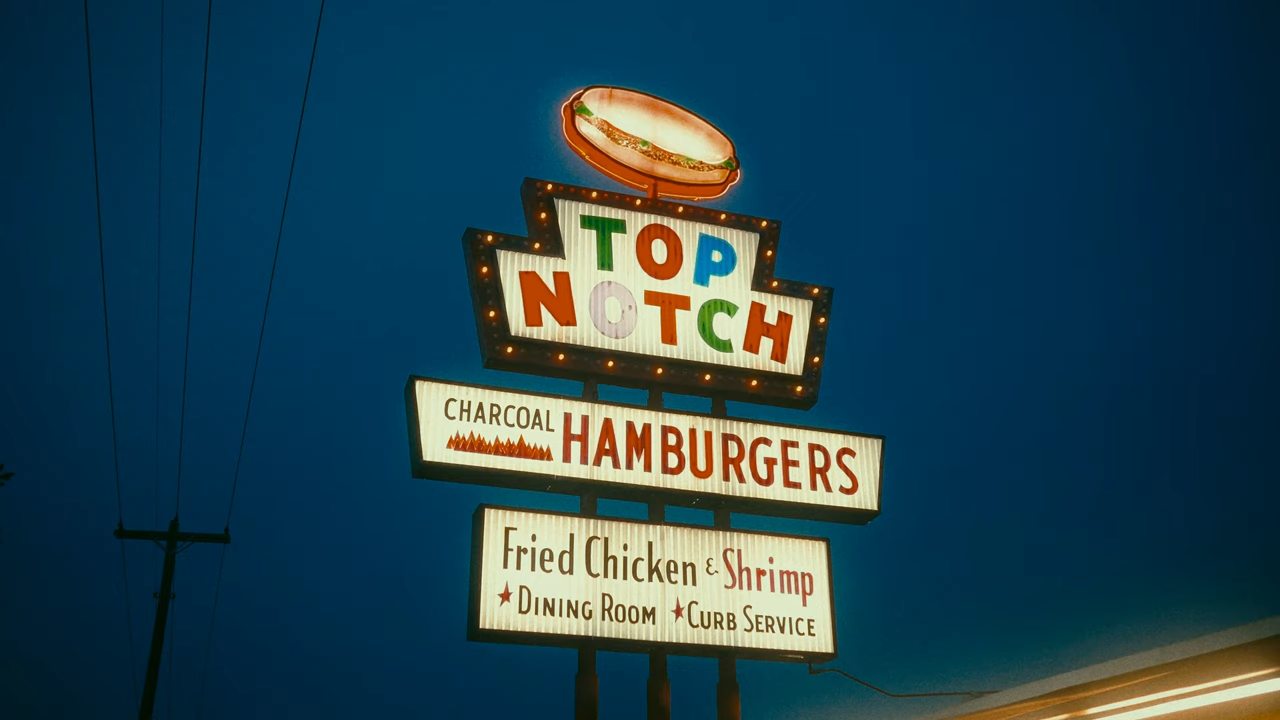 TOP
NOTCH
CHARCOAL HAMBURGERS
Fried Chicken & Shrimp
★ DINING ROOM ★ CURB SERVICE